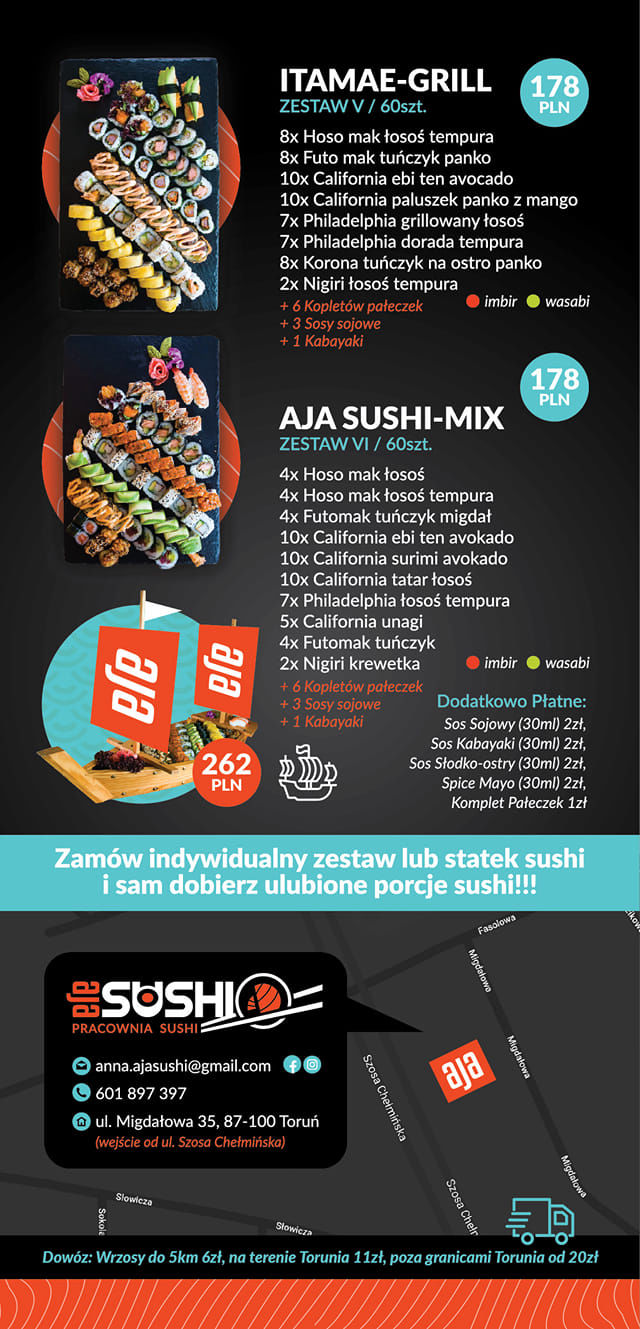 ITAMAE-GRILL
178
PLN
ZESTAW V / 60szt.
8x Hoso mak łosoś tempura
8x Futo mak tuńczyk panko
10x California ebi ten avocado
10x California paluszek panko z mango
7x Philadelphia grillowany łosoś
7x Philadelphia dorada tempura
8x Korona tuńczyk na ostro panko
2x Nigiri łosoś tempura
+ 6 Kopletów pałeczek
imbir wasabi
+ 3 Sosy sojowe
+ 1 Kabayaki
178
PLN
AJA SUSHI-MIX
ZESTAW VI / 60szt.
4x Hoso mak łosoś
4x Hoso mak łosoś tempura
4x Futomak tuńczyk migdał
10x California ebi ten avokado
10x California surimi avokado
10x California tatar łosoś
7x Philadelphia łosoś tempura
5x California unagi
4x Futomak tuńczyk
2x Nigiri krewetka
imbir wasabi
+ 6 Kopletów pałeczek
+ 3 Sosy sojowe
+ 1 Kabayaki
aja
aja
262
PLN
Dodatkowo Płatne:
Sos Sojowy (30ml) 2zł,
Sos Kabayaki (30ml) 2zł,
Sos Słodko-ostry (30ml) 2zł,
Spice Mayo (30ml) 2zł,
Komplet Pałeczek 1zł
Zamów indywidualny zestaw lub statek sushi
i sam dobierz ulubione porcje sushi!!!
aja SUSHI
PRACOWNIA SUSHI
anna.ajasushi@gmail.com
601 897 397
ul. Migdałowa 35, 87-100 Toruń
(wejście od ul. Szosa Chełmińska)
Fasolowa
Migdałowa
Migdałowa
aja
Szosa Chełmińska
Migdałowa
Szosa Chełm
Słowicza
Słowicza
Dowóz: Wrzosy do 5km 6zł, na terenie Torunia 11zł, poza granicami Torunia od 20zł